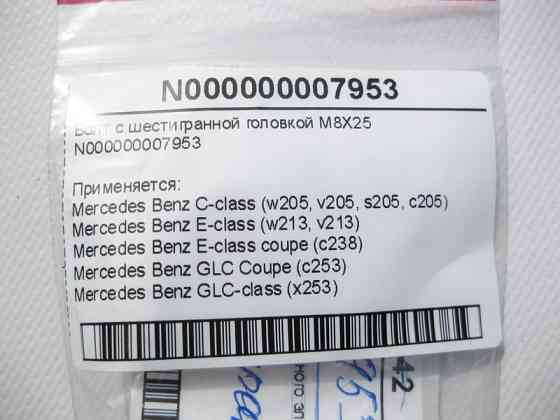 N000000007953
Болт с шестигранной головкой M8X25
N000000007953
Применяется:
Mercedes Benz C-class (w205, v205, s205, c205)
Mercedes Benz E-class (w213, v213)
Mercedes Benz E-class coupe (c238)
Mercedes Benz GLC Coupe (c253)
Mercedes Benz GLC-class (x253)
42